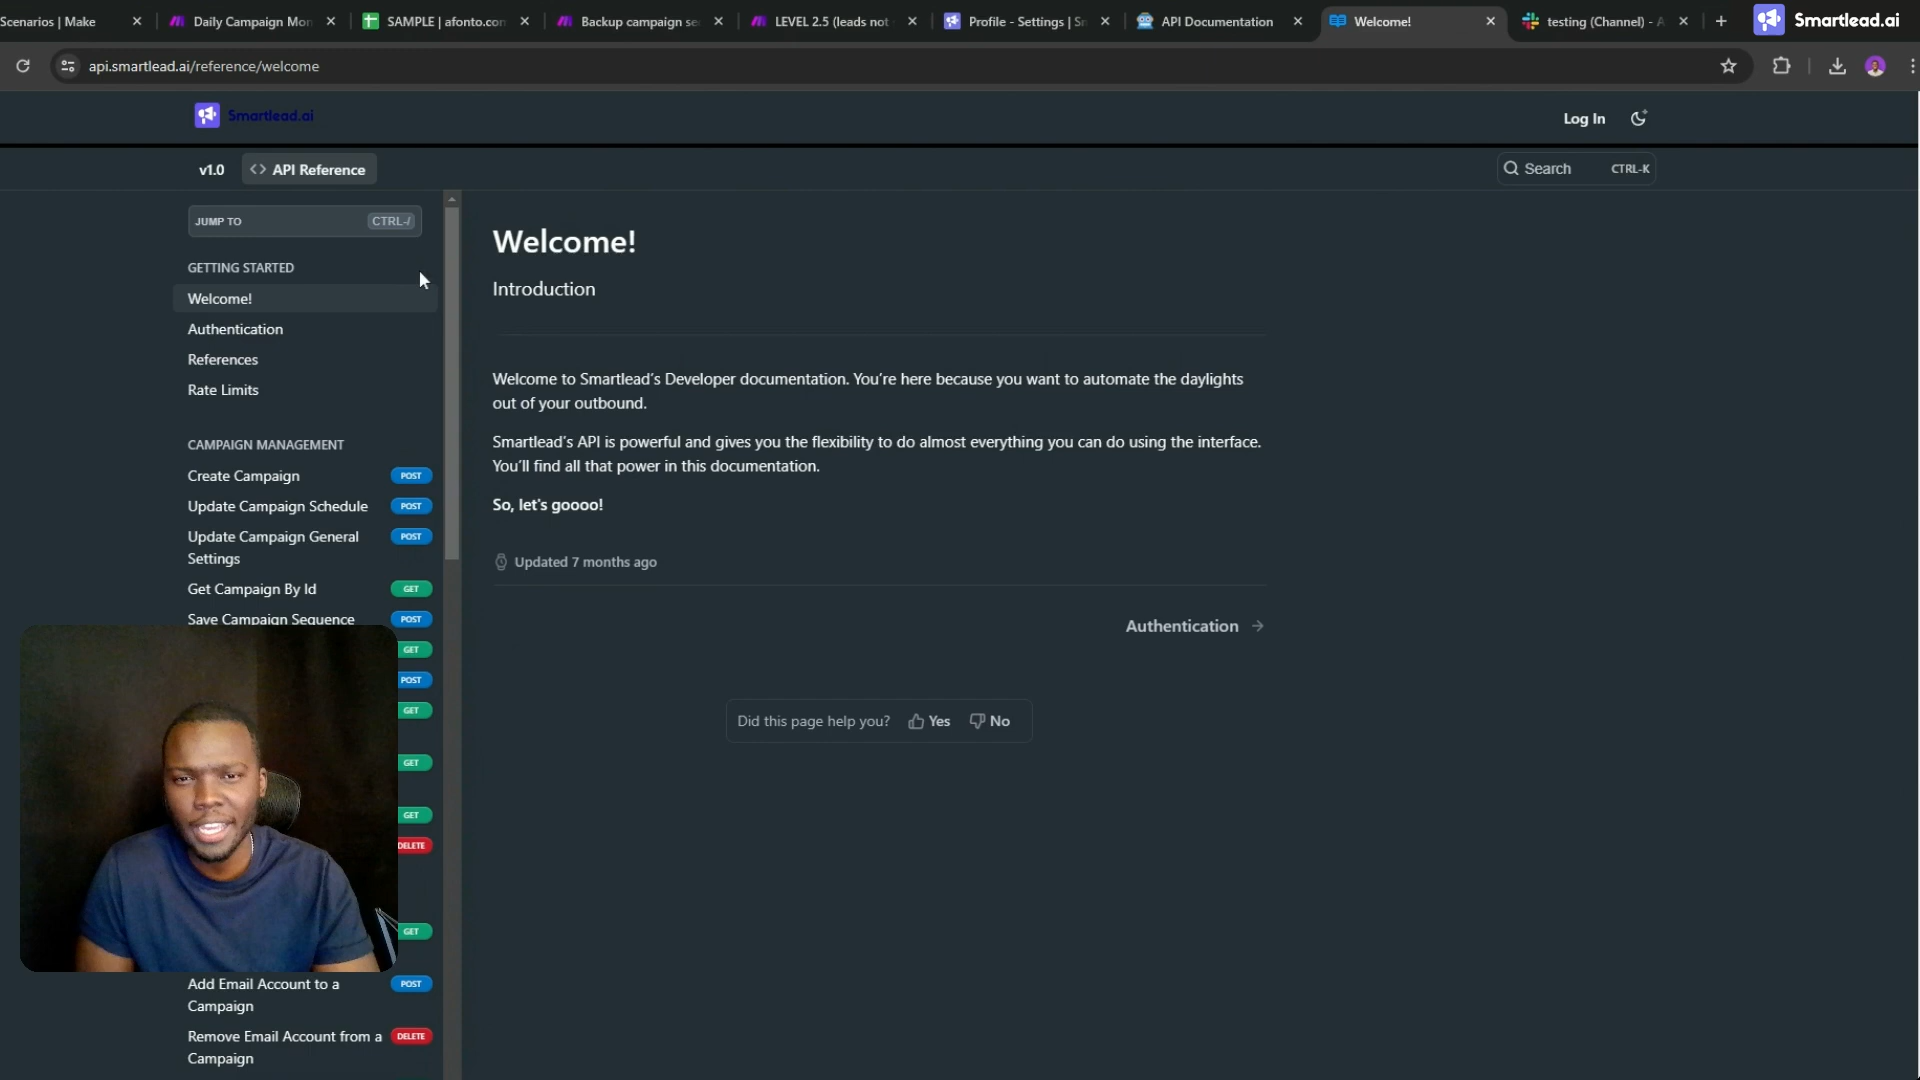 Scenarios | Make
Daily Campaign Mon
SAMPLE | afonto.com
Backup campaign se
LEVEL 2.5 (leads not
Profile - Settings | Sm
API Documentation
Welcome!
testing (Channel) - A
Smartlead.ai
api.smartlead.ai/reference/welcome
Smartlead.ai
Log In
v1.0
API Reference
Search
CTRL-K
JUMP TO
CTRL-/
GETTING STARTED
Welcome!
Authentication
References
Rate Limits
CAMPAIGN MANAGEMENT
Create Campaign
POST
Update Campaign Schedule
POST
Update Campaign General
Settings
POST
Get Campaign By Id
GET
Save Campaign Sequence
POST
GET
POST
GET
GET
GET
DELETE
GET
Add Email Account to a
Campaign
POST
Remove Email Account from a
Campaign
DELETE
Welcome!
Introduction
Welcome to Smartlead's Developer documentation. You're here because you want to automate the daylights
out of your outbound.
Smartlead's API is powerful and gives you the flexibility to do almost everything you can do using the interface.
You'll find all that power in this documentation.
So, let's goooo!
Updated 7 months ago
Authentication
Did this page help you?
Yes
No